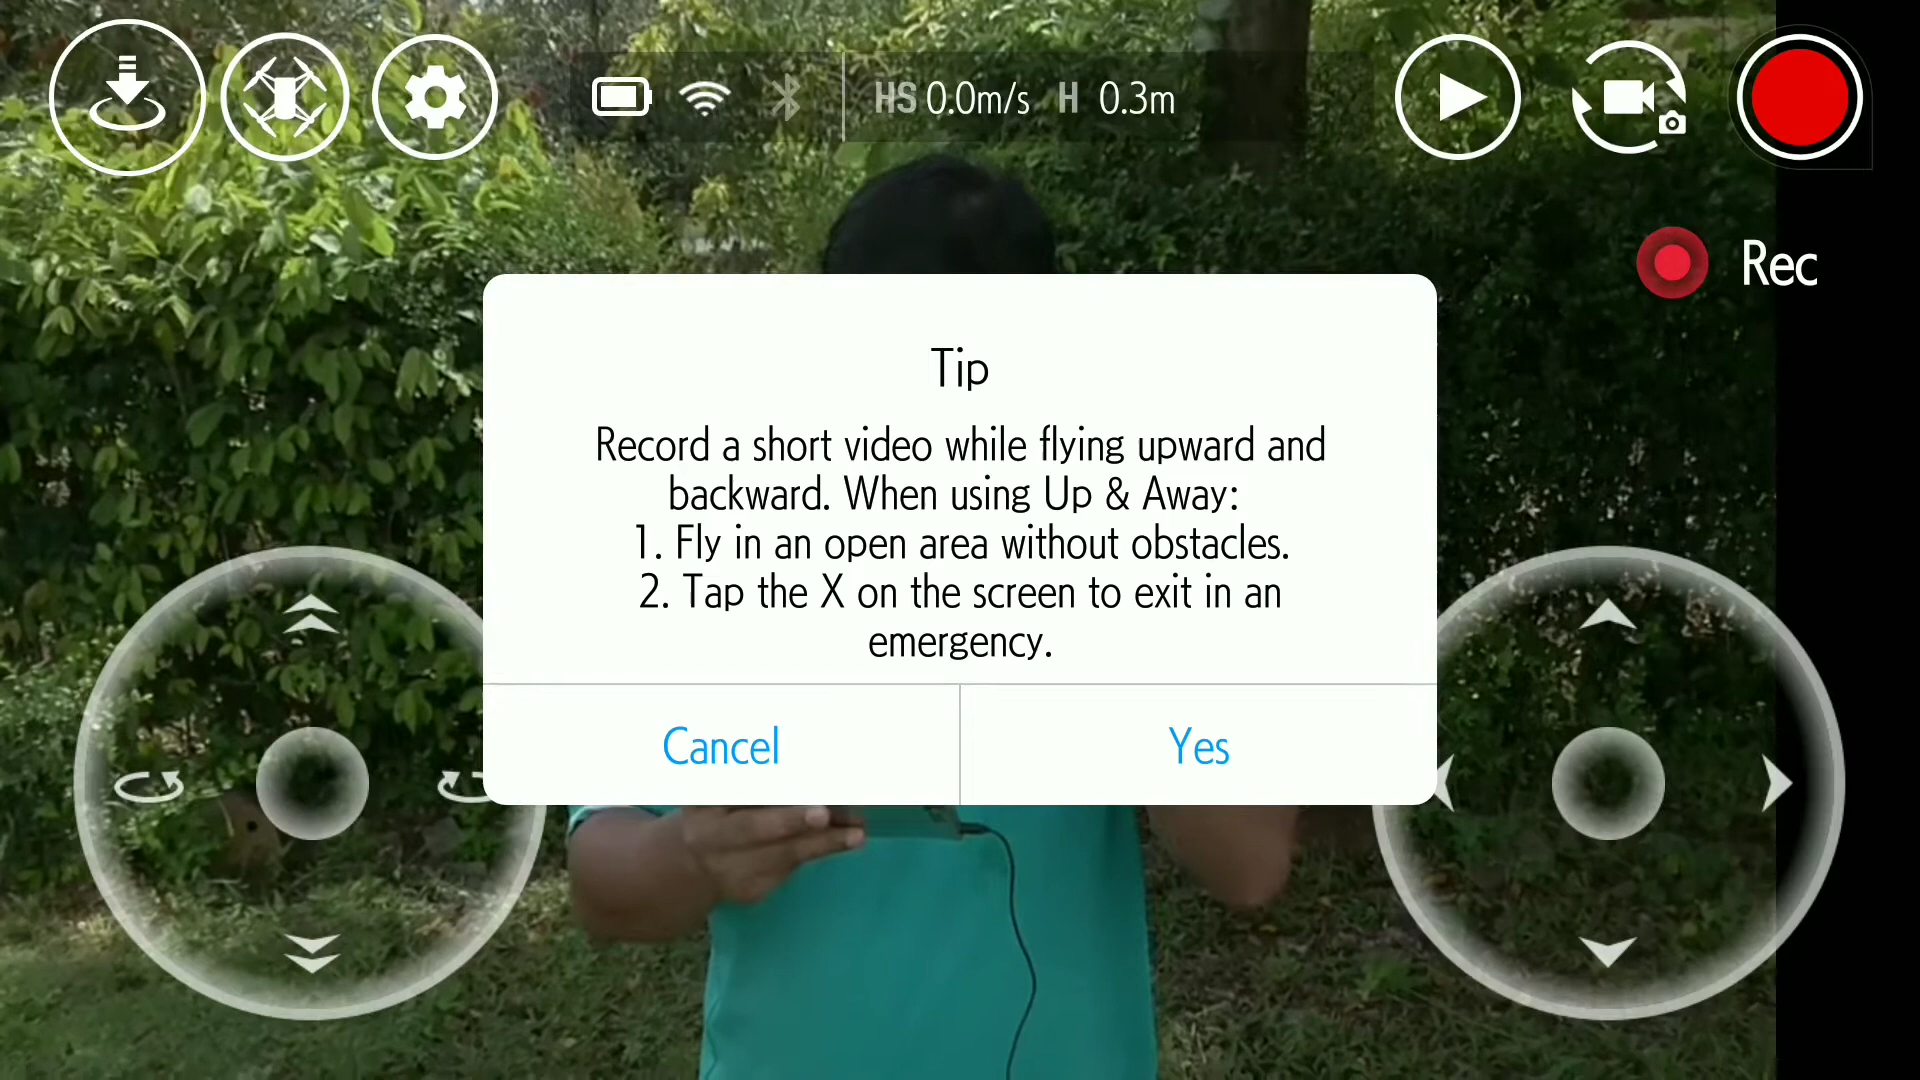 HS 0.0m/s H 0.3m
Rec
Tip
Record a short video while flying upward and
backward. When using Up & Away:
1. Fly in an open area without obstacles.
2. Tap the X on the screen to exit in an
emergency.
Cancel Yes